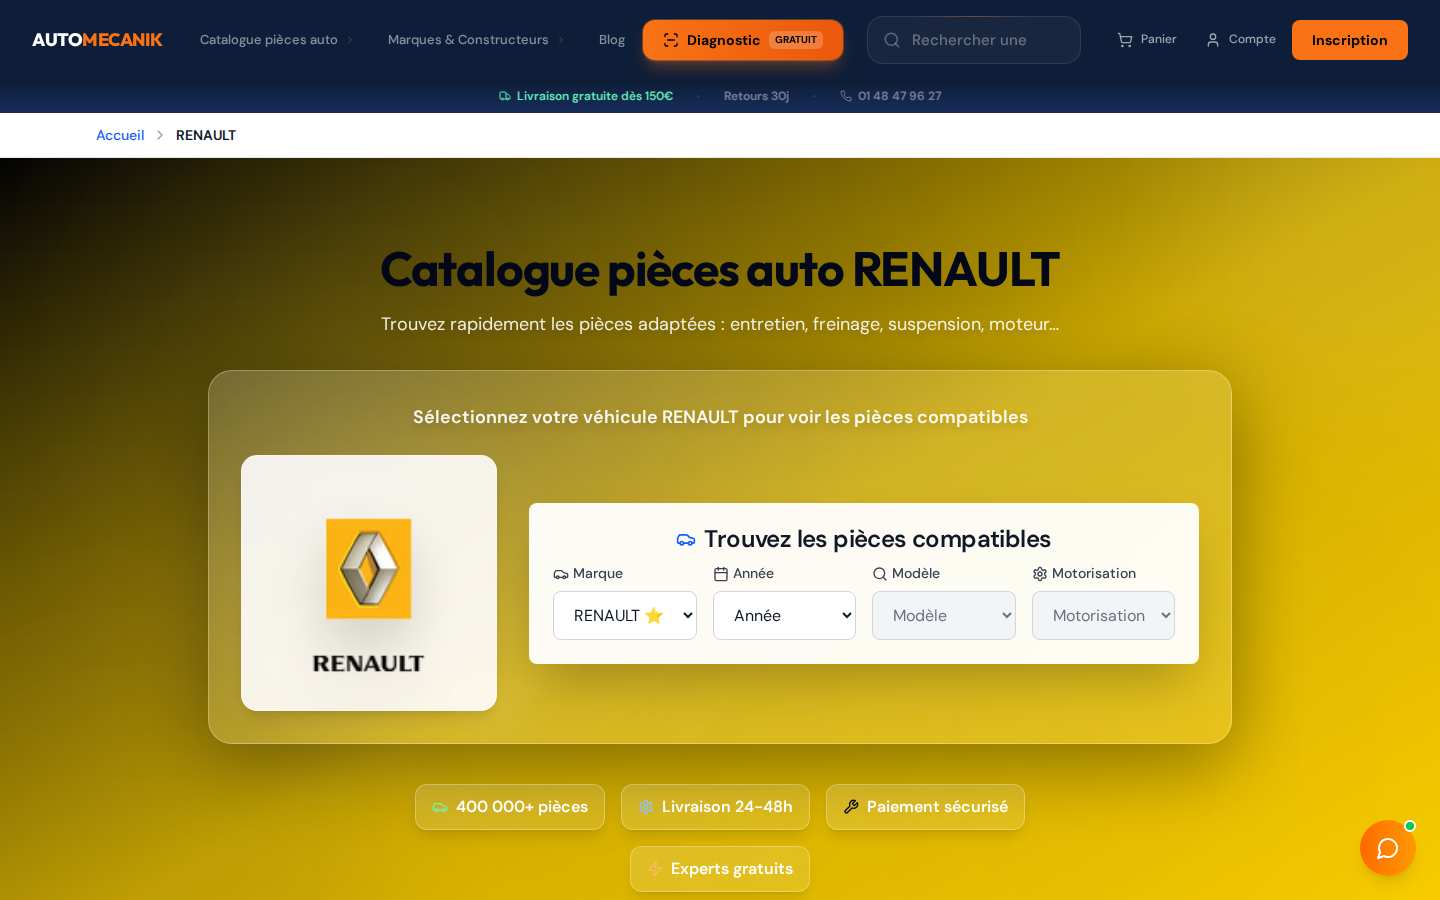 AUTOMECANIK
Catalogue pièces auto
Marques & Constructeurs
Blog
Diagnostic GRATUIT
Rechercher une
Panier
Compte
Inscription
Livraison gratuite dès 150€ · Retours 30j · 01 48 47 96 27
Accueil > RENAULT
Catalogue pièces auto RENAULT
Trouvez rapidement les pièces adaptées : entretien, freinage, suspension, moteur...
Sélectionnez votre véhicule RENAULT pour voir les pièces compatibles
RENAULT
Trouvez les pièces compatibles
Marque Année Modèle Motorisation
RENAULT ⭐ Année Modèle Motorisation
400 000+ pièces
Livraison 24-48h
Paiement sécurisé
Experts gratuits